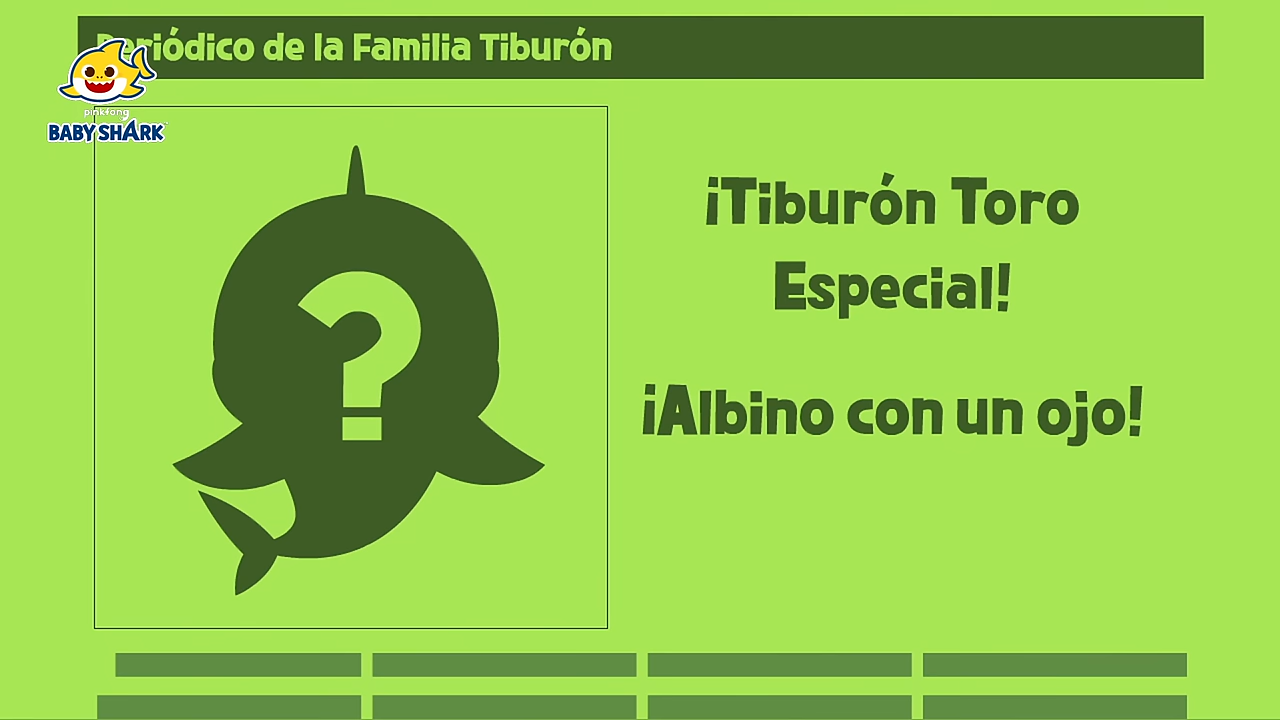 Periódico de la Familia Tiburón
pinkfong
BABY SHARK
?
¡Tiburón Toro
Especial!
¡Albino con un ojo!